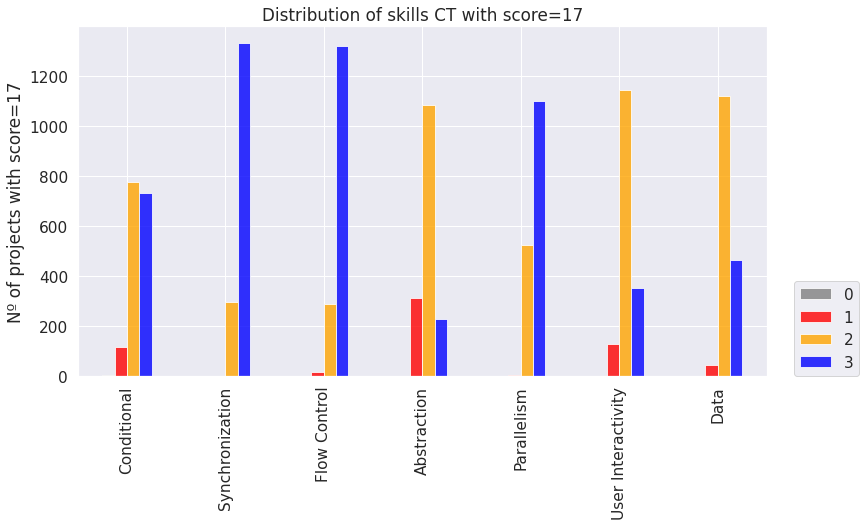 Distribution of skills CT with score=17
Nº of projects with score=17
1200
1000
800
600
400
200
0
Conditional
Synchronization
Flow Control
Abstraction
Parallelism
User Interactivity
Data
0
1
2
3